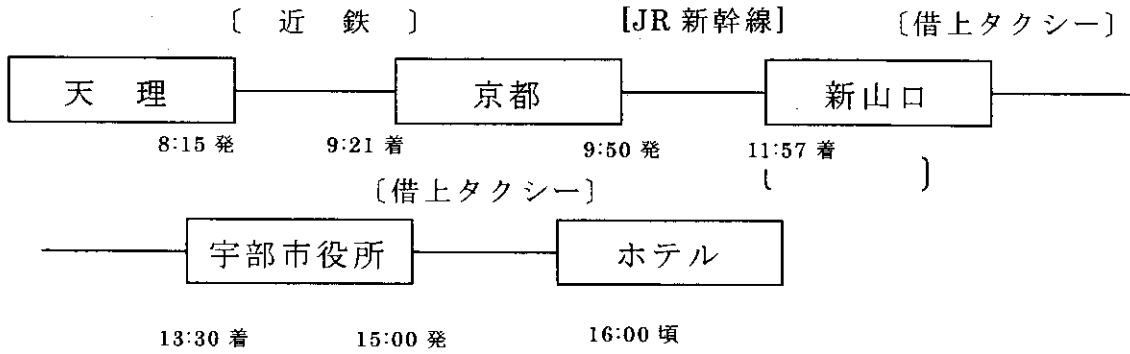 〔 近 鉄 〕 [JR 新幹線] 〔借上タクシー〕
天 理 京都 新山口
8:15 発 9:21 着 9:50 発 11:57 着
〔 〕
〔借上タクシー〕
宇部市役所 ホテル
13:30 着 15:00 発 16:00 頃